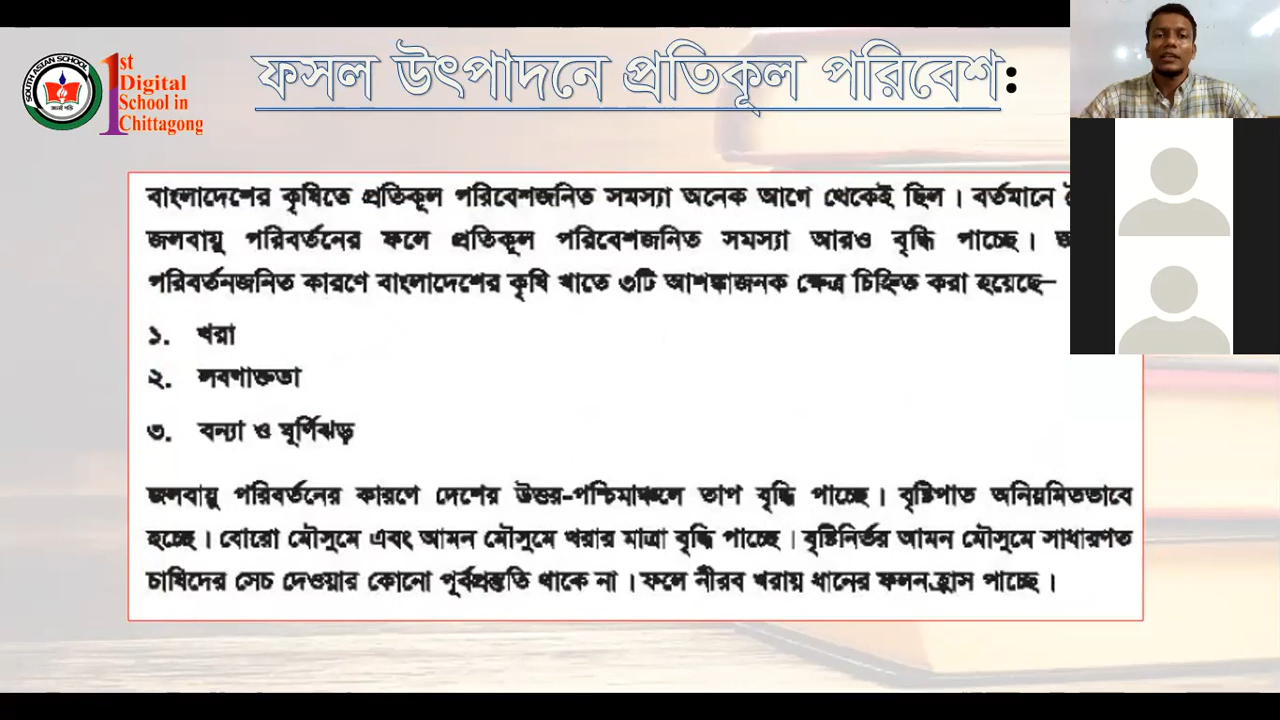 SOUTH ASIAN SCHOOL
1st
Digital
School in
Chittagong
ফসল উৎপাদনে প্রতিকূল পরিবেশ:
বাংলাদেশের কৃষিতে প্রতিকূল পরিবেশজনিত সমস্যা অনেক আগে থেকেই ছিল। বর্তমানে
জলবায়ু পরিবর্তনের ফলে প্রতিকূল পরিবেশজনিত সমস্যা আরও বৃদ্ধি পাচ্ছে।
পরিবর্তনজনিত কারণে বাংলাদেশের কৃষি খাতে ৩টি আশঙ্কাজনক ক্ষেত্র চিহ্নিত করা হয়েছে–
১. খরা
২. লবণাক্ততা
৩. বন্যা ও ঘূর্ণিঝড়
জলবায়ু পরিবর্তনের কারণে দেশের উত্তর-পশ্চিমাঞ্চলে তাপ বৃদ্ধি পাচ্ছে। বৃষ্টিপাত অনিয়মিতভাবে
হচ্ছে। বোরো মৌসুমে এবং আমন মৌসুমে খরার মাত্রা বৃদ্ধি পাচ্ছে। বৃষ্টিনির্ভর আমন মৌসুমে সাধারণত
চাষিদের সেচ দেওয়ার কোনো পূর্বপ্রস্তুতি থাকে না। ফলে নীরব খরায় ধানের ফলন হ্রাস পাচ্ছে।